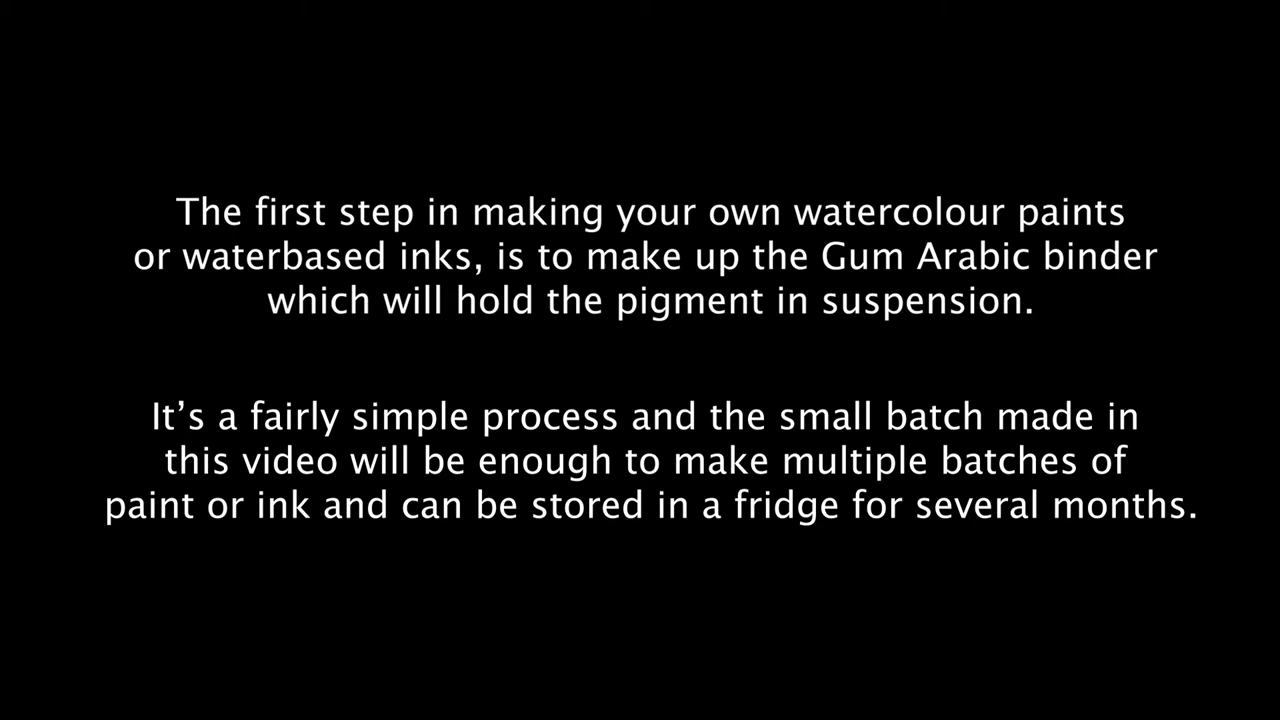 The first step in making your own watercolour paints
or waterbased inks, is to make up the Gum Arabic binder
which will hold the pigment in suspension.
It’s a fairly simple process and the small batch made in
this video will be enough to make multiple batches of
paint or ink and can be stored in a fridge for several months.